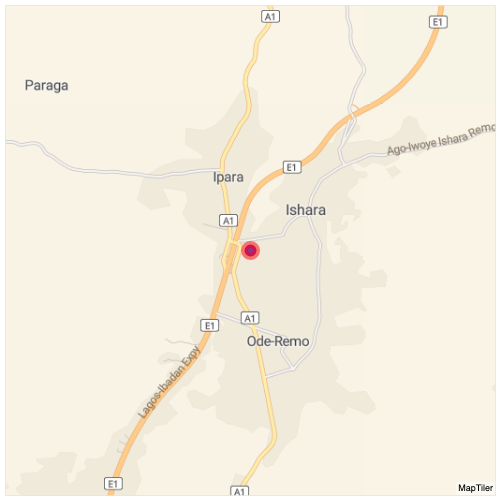 A1
E1
Paraga
Ago-Iwoye Ishara Remo
E1
Ipara
Ishara
A1
A1
E1
Ode-Remo
Lagos-Ibadan Expy
E1
A1
MapTiler